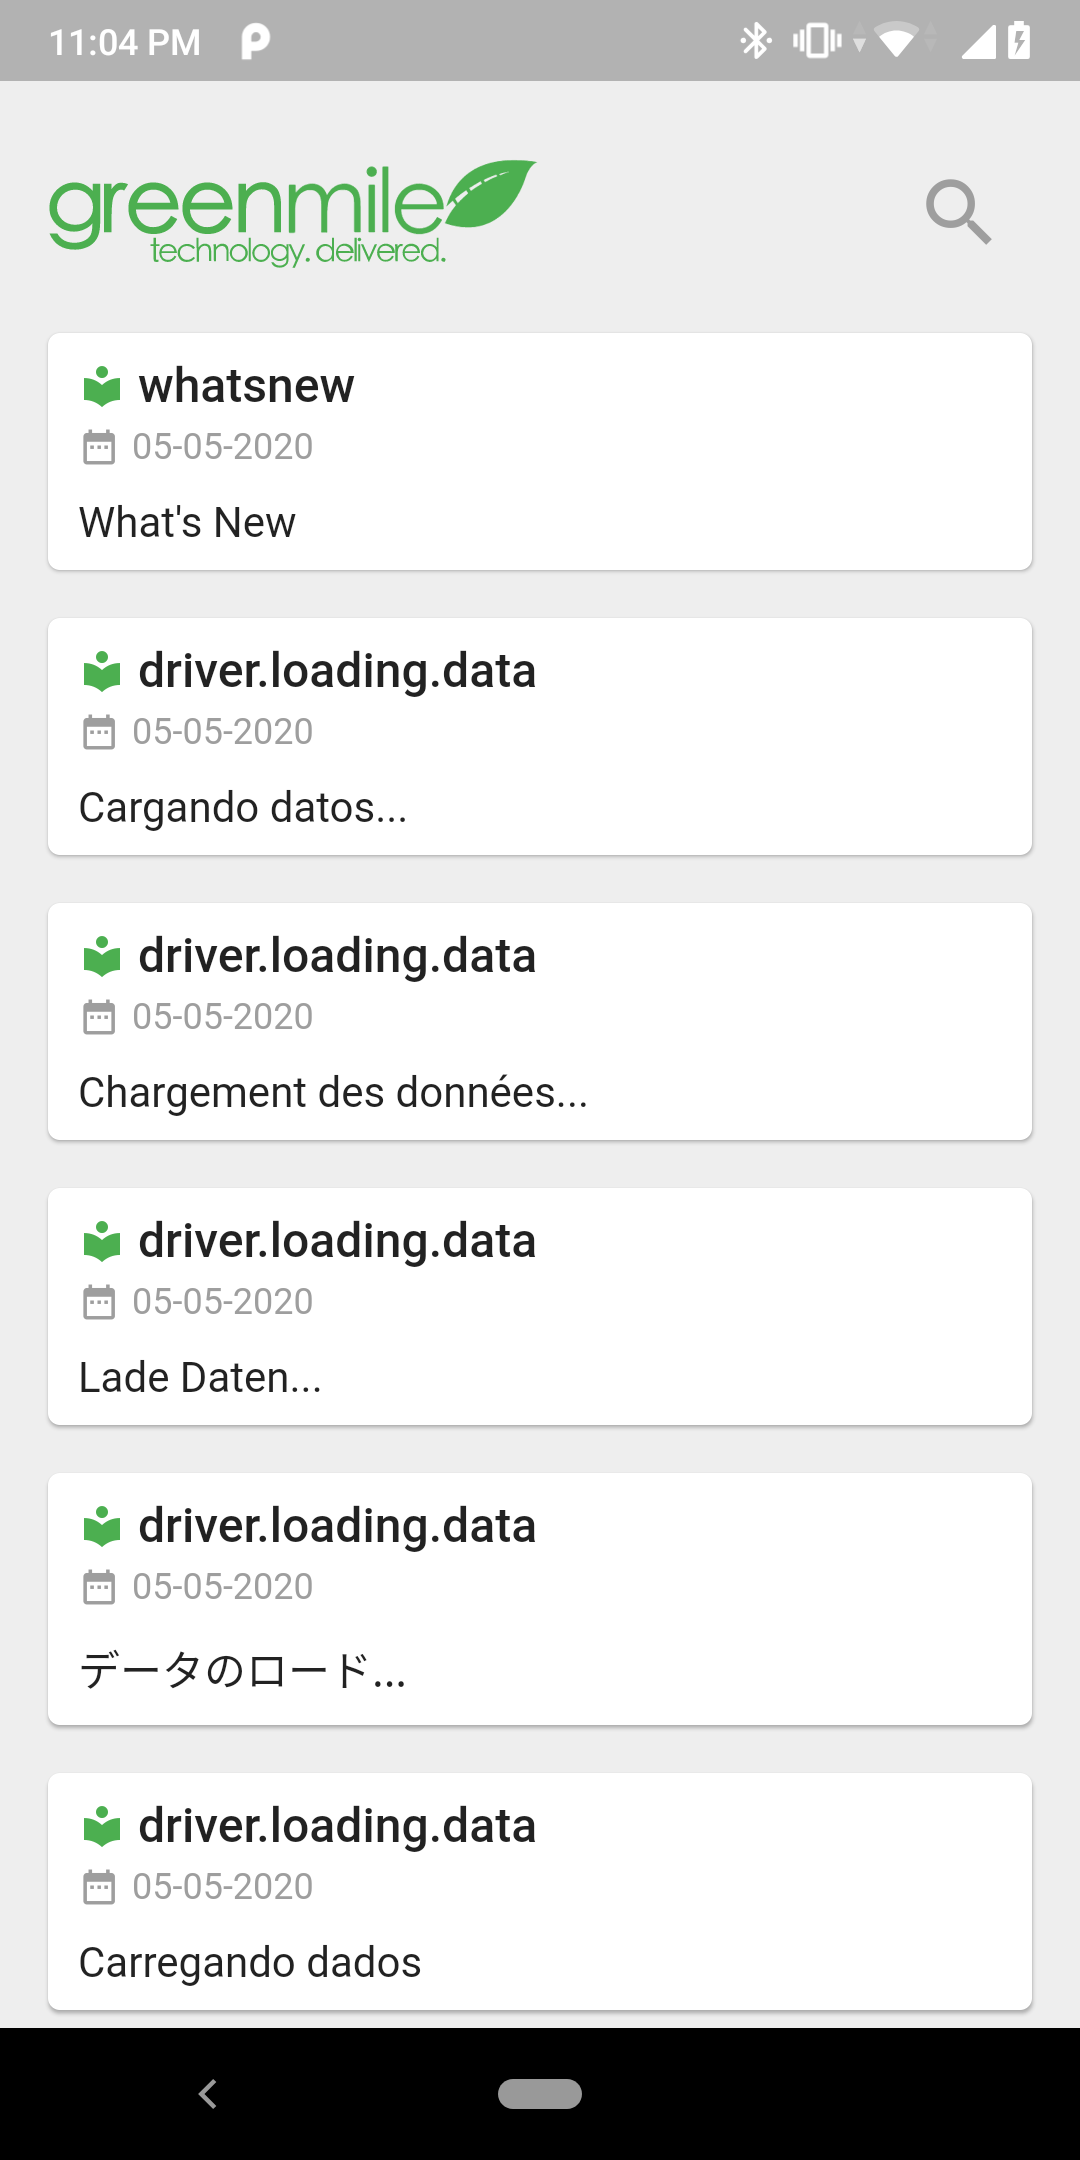 11:04 PM
greenmile
technology. delivered.
whatsnew
05-05-2020
What's New
driver.loading.data
05-05-2020
Cargando datos...
driver.loading.data
05-05-2020
Chargement des données...
driver.loading.data
05-05-2020
Lade Daten...
driver.loading.data
05-05-2020
データのロード...
driver.loading.data
05-05-2020
Carregando dados